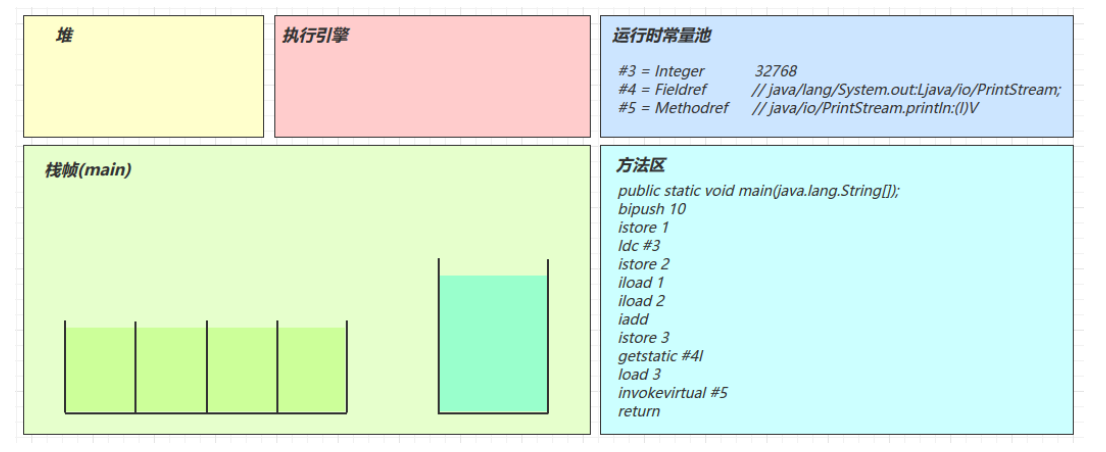 堆
执行引擎
运行时常量池
#3 = Integer 32768
#4 = Fieldref // java/lang/System.out:Ljava/io/PrintStream;
#5 = Methodref // java/io/PrintStream.println:(I)V
栈帧(main)
方法区
public static void main(java.lang.String[]);
bipush 10
istore 1
ldc #3
istore 2
iload 1
iload 2
iadd
istore 3
getstatic #4I
load 3
invokevirtual #5
return